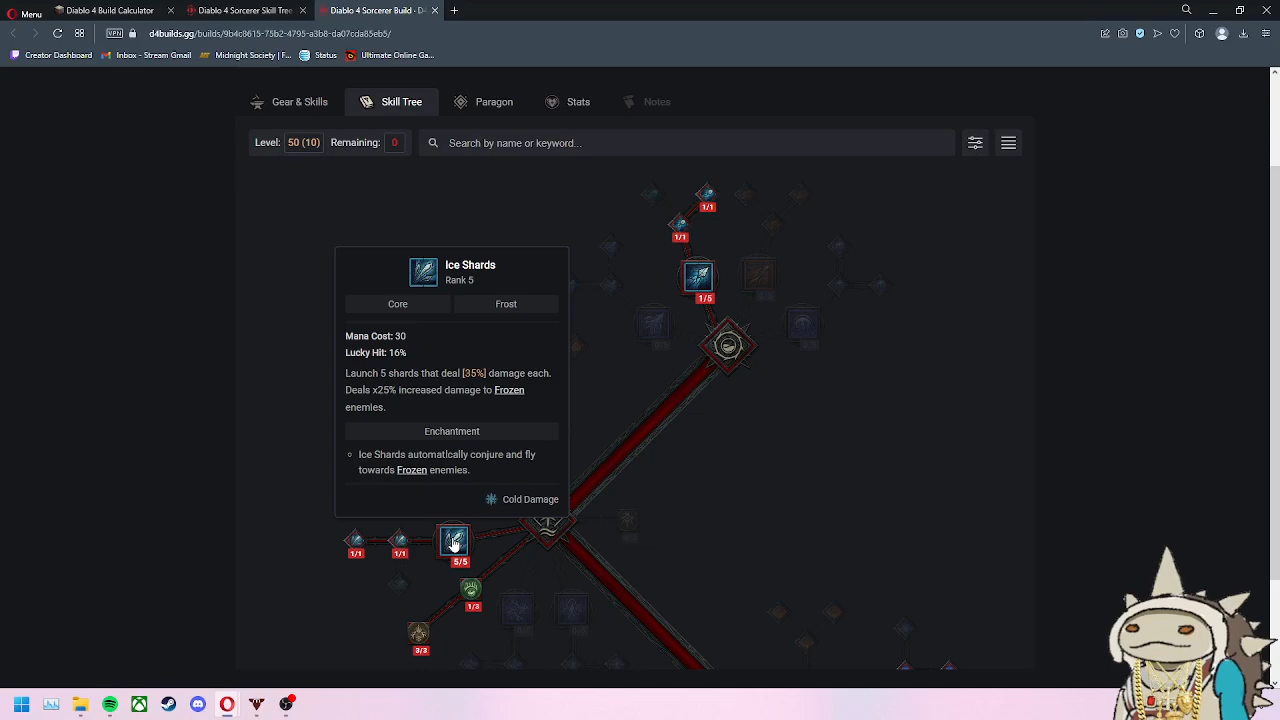 Menu
Diablo 4 Build Calculator
Diablo 4 Sorcerer Skill Tree
Diablo 4 Sorcerer Build - D4
VPN
d4builds.gg/builds/9b4c8615-75b2-4795-a3b8-da07cda85eb5/
Creator Dashboard
Inbox - Stream Gmail
Midnight Society | F...
Status
Ultimate Online Ga...
Gear & Skills
Skill Tree
Paragon
Stats
Notes
Level: 50 (10) Remaining: 0
Search by name or keyword...
1/1
1/1
1/5
Ice Shards
Rank 5
Core
Frost
Mana Cost: 30
Lucky Hit: 16%
Launch 5 shards that deal [35%] damage each.
Deals x25% increased damage to Frozen
enemies.
Enchantment
Ice Shards automatically conjure and fly
towards Frozen enemies.
Cold Damage
1/1
1/1
5/5
1/3
3/3